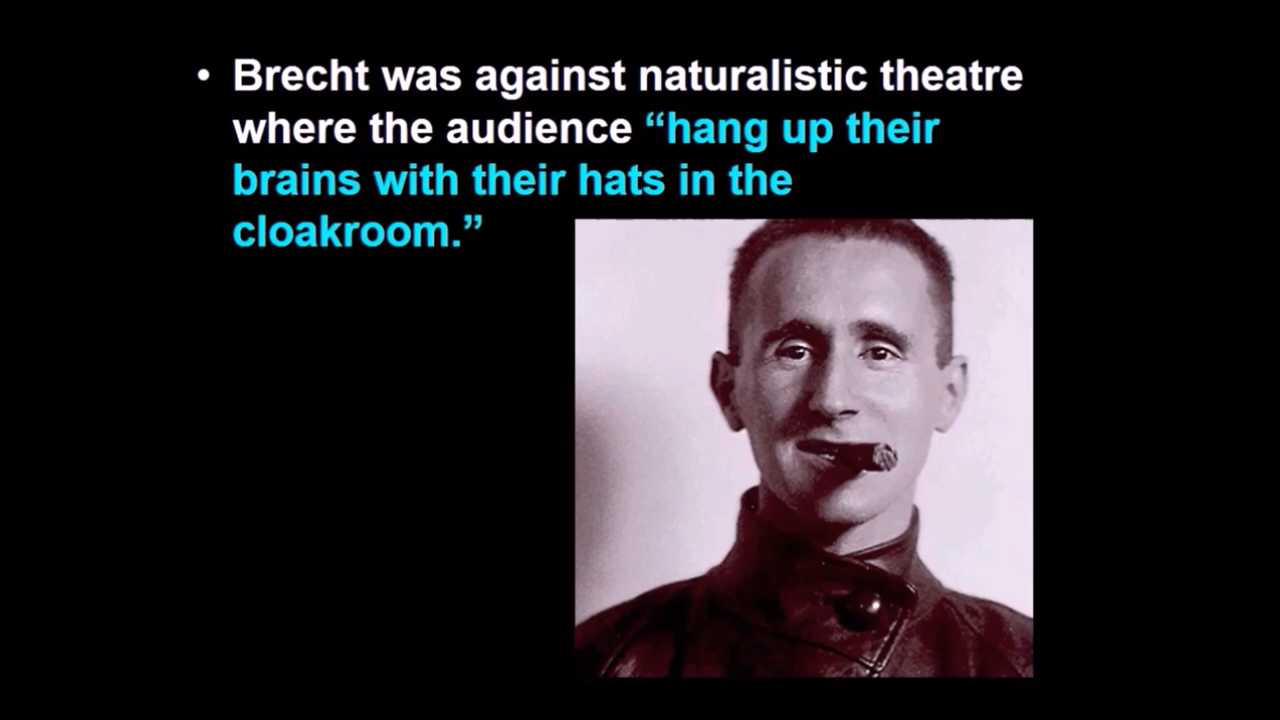 • Brecht was against naturalistic theatre
where the audience “hang up their
brains with their hats in the
cloakroom.”